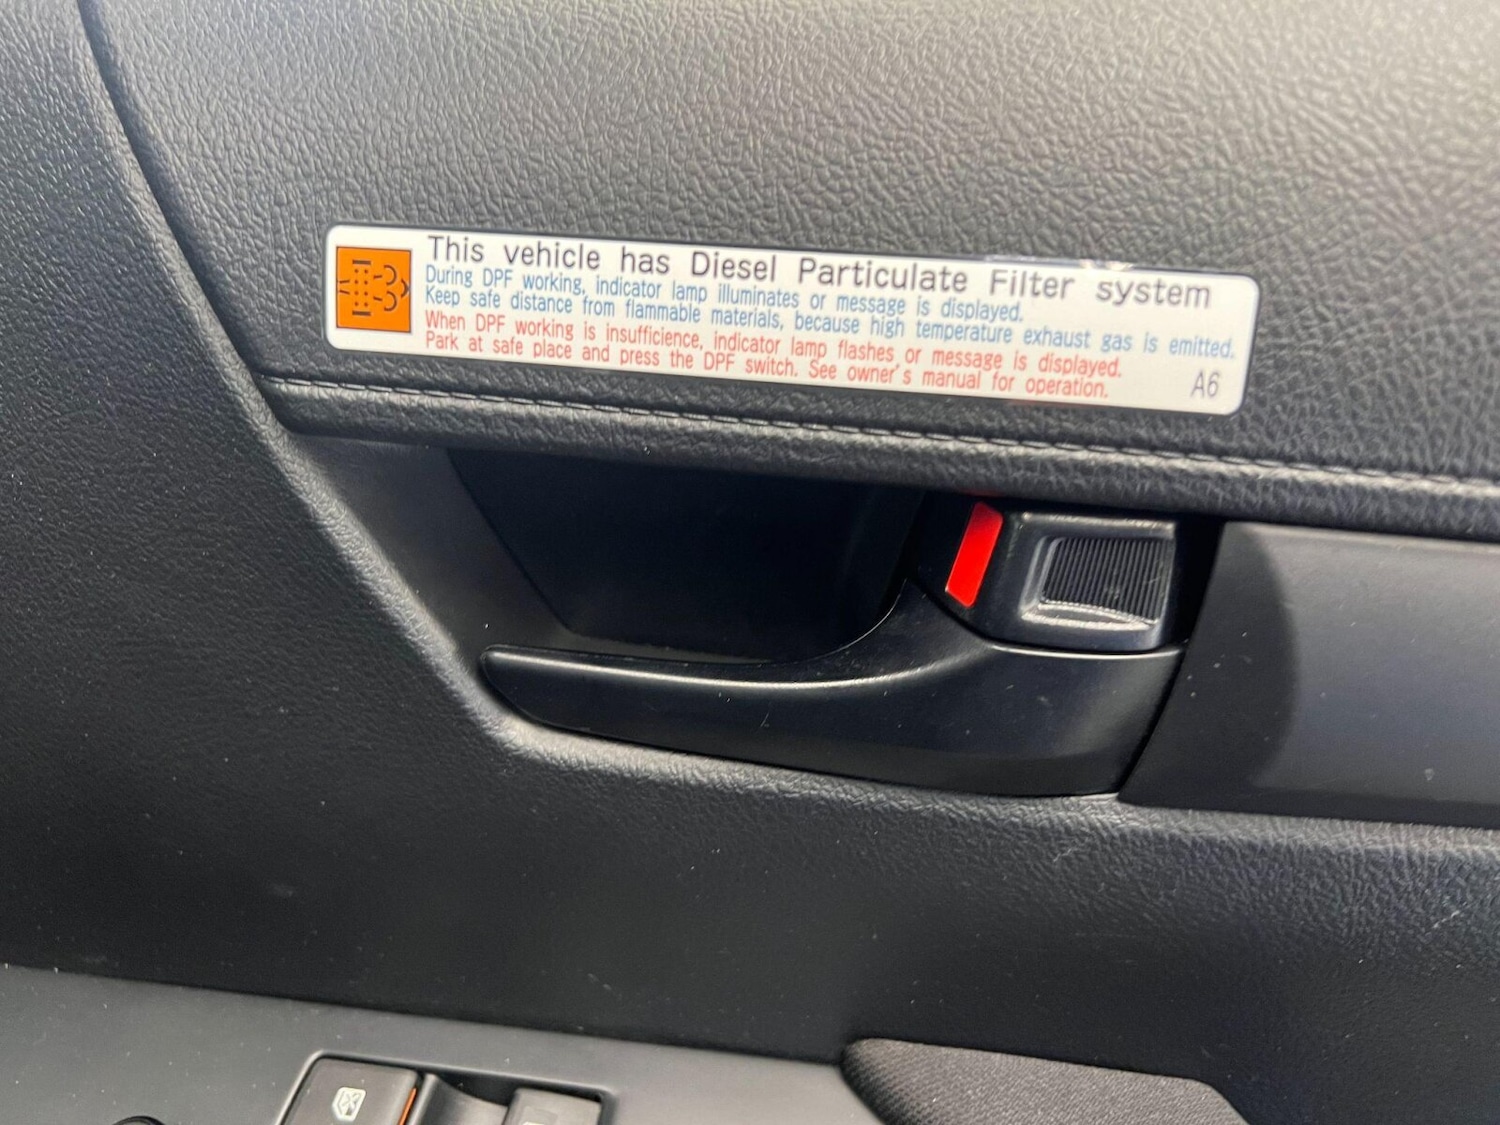 This vehicle has Diesel Particulate Filter system
During DPF working, indicator lamp illuminates or message is displayed.
Keep safe distance from flammable materials, because high temperature exhaust gas is emitted.
When DPF working is insufficience, indicator lamp flashes or message is displayed.
Park at safe place and press the DPF switch. See owner's manual for operation.
A6